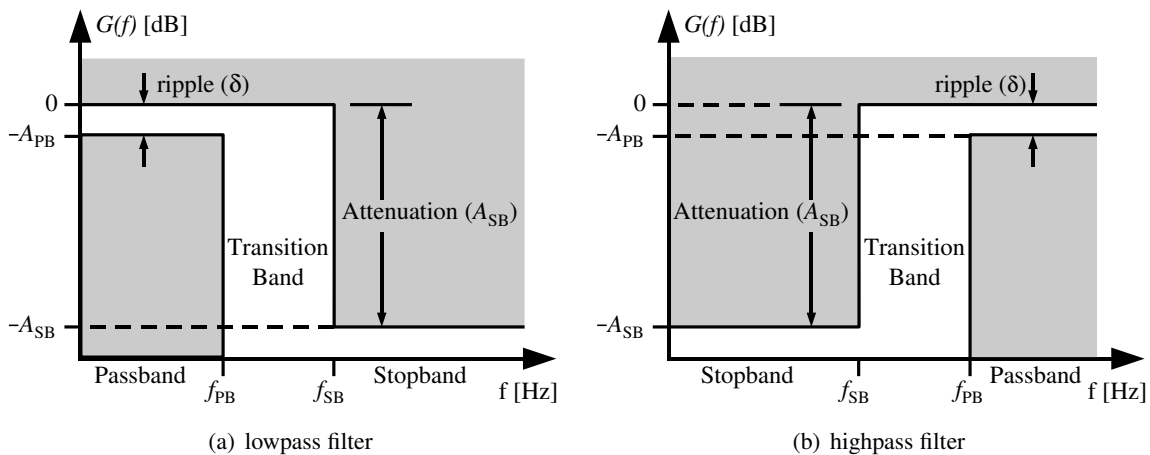 G(f) [dB]
ripple (δ)
0
−A_PB
Attenuation (A_SB)
Transition
Band
−A_SB
Passband
f_PB
f_SB
Stopband
f [Hz]
(a) lowpass filter
G(f) [dB]
ripple (δ)
0
−A_PB
Attenuation (A_SB)
Transition
Band
−A_SB
Stopband
f_SB
f_PB
Passband
f [Hz]
(b) highpass filter